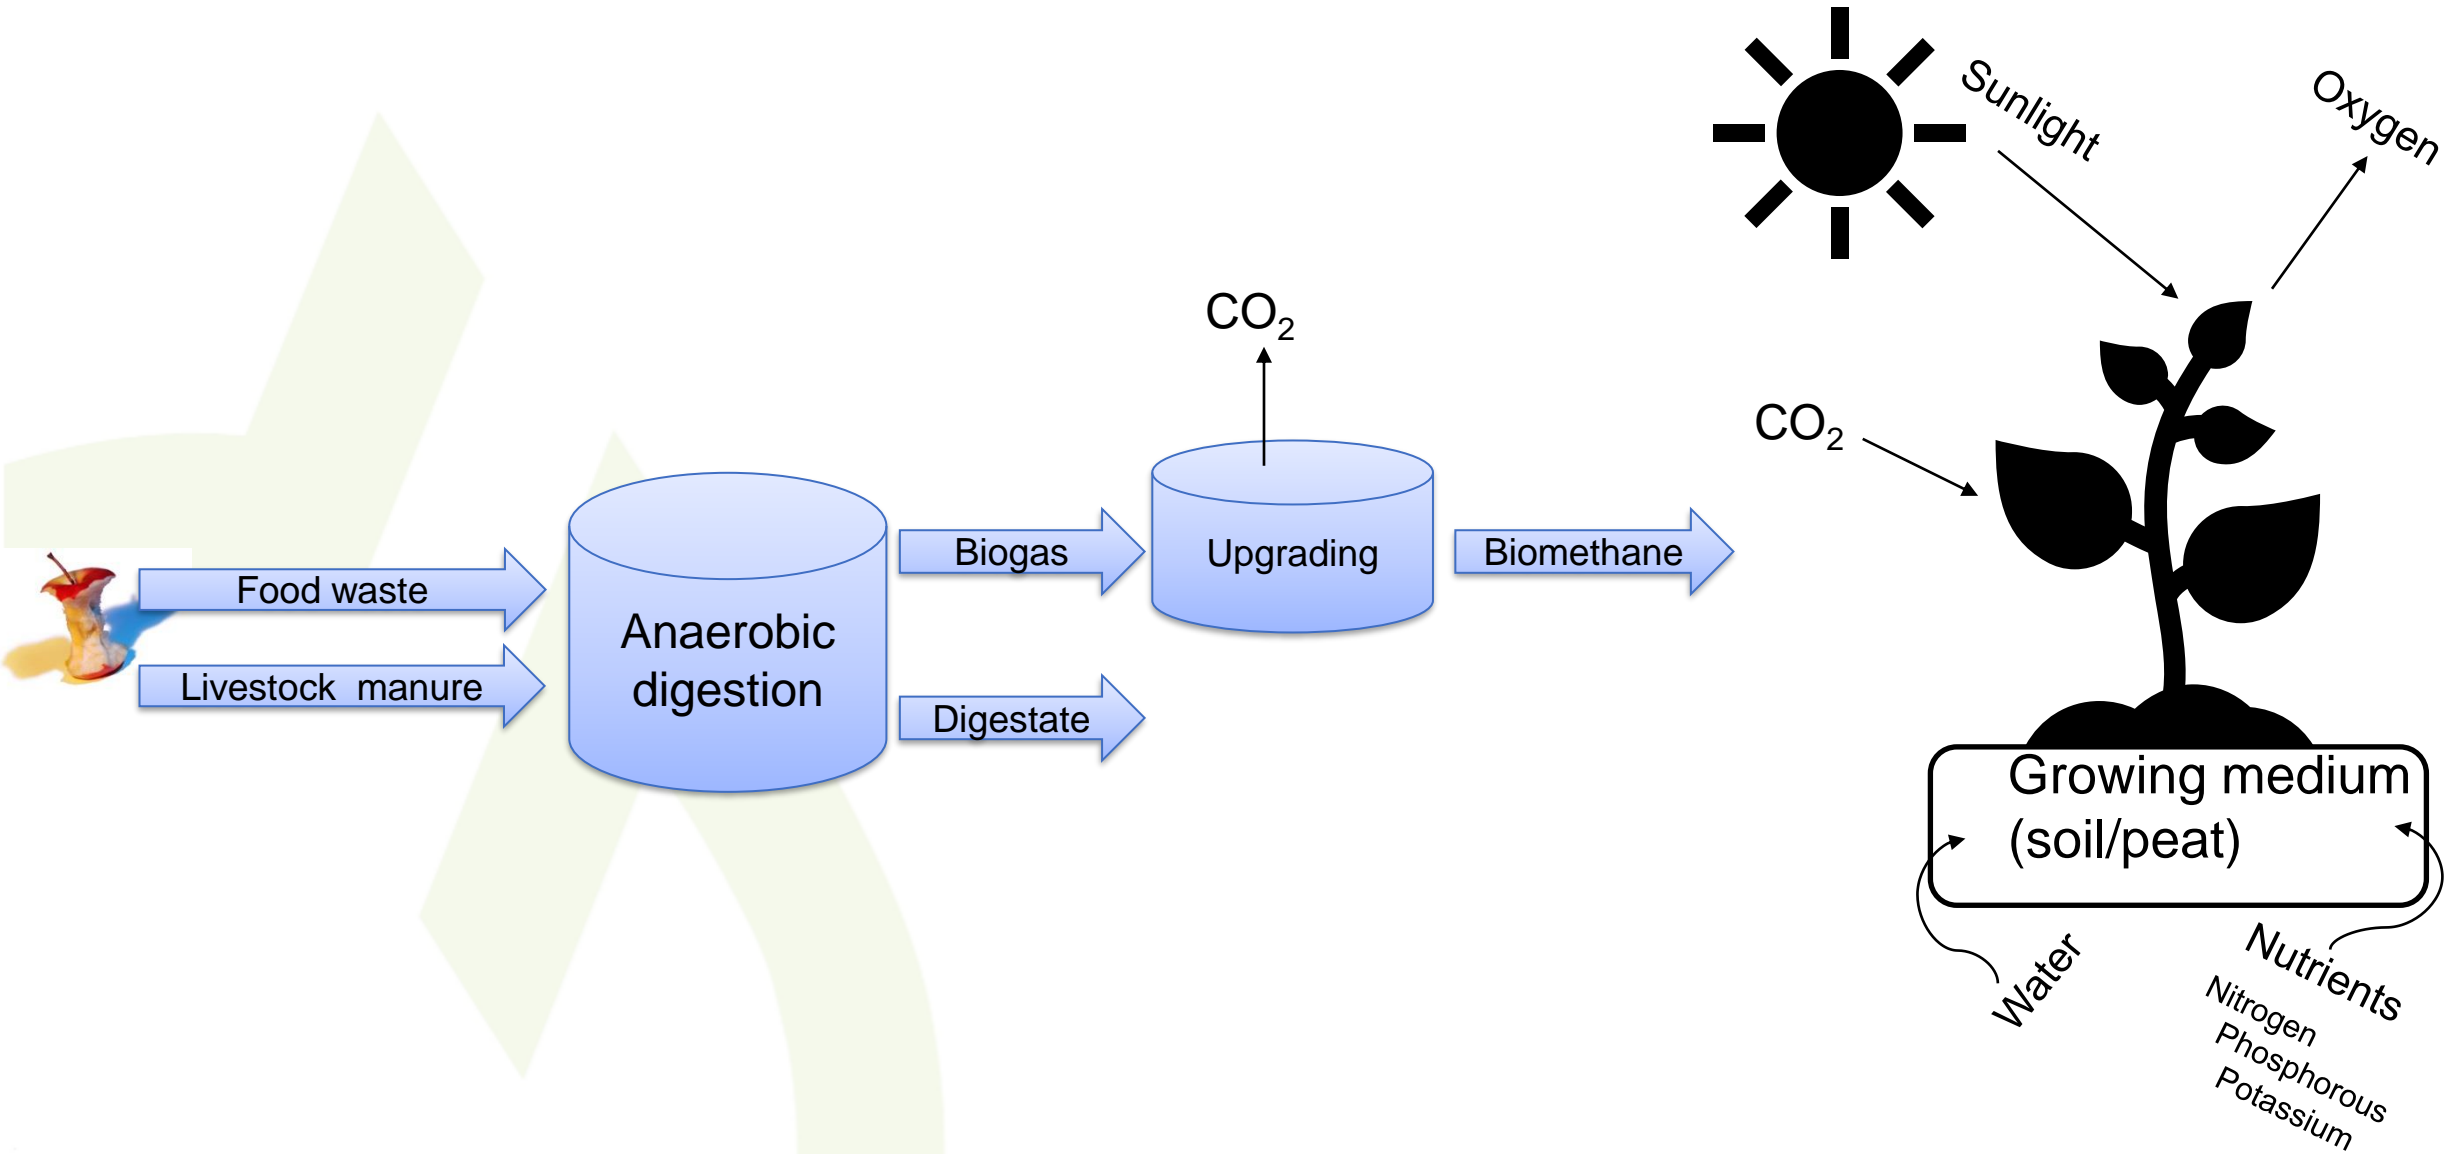 Sunlight
Oxygen
CO2
CO2
Food waste
Livestock manure
Anaerobic
digestion
Biogas
Digestate
Upgrading
Biomethane
Growing medium
(soil/peat)
Water
Nutrients
Nitrogen
Phosphorous
Potassium